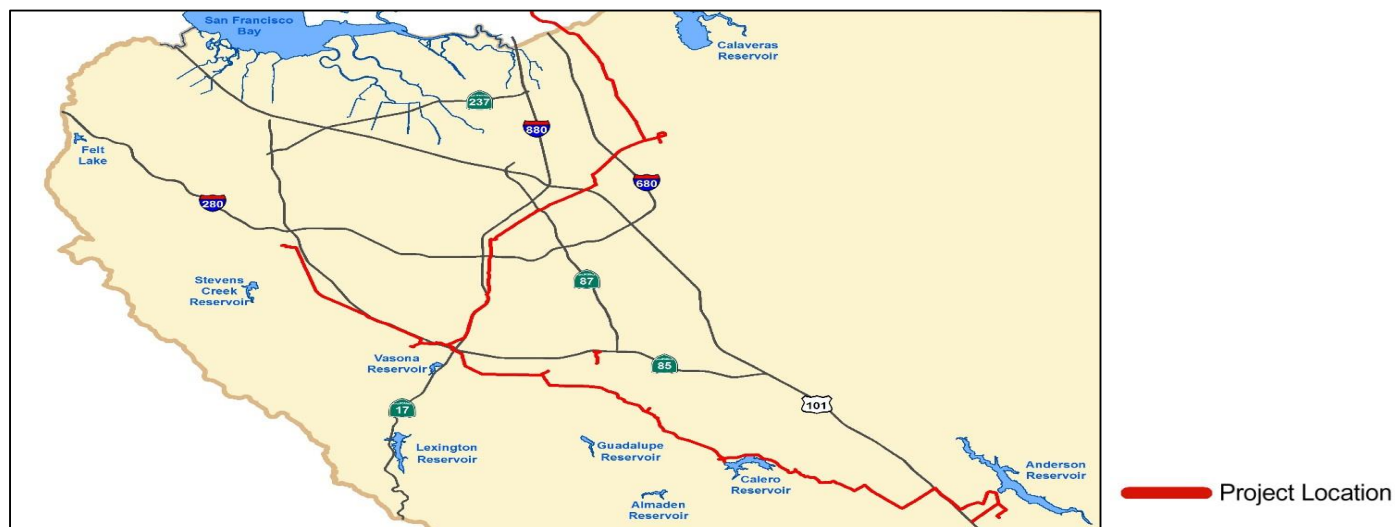 San Francisco
Bay
Calaveras
Reservoir
237
880
Felt
Lake
680
280
Stevens
Creek
Reservoir
87
Vasona
Reservoir
85
17
101
Lexington
Reservoir
Guadalupe
Reservoir
Calero
Reservoir
Anderson
Reservoir
Almaden
Reservoir
Project Location